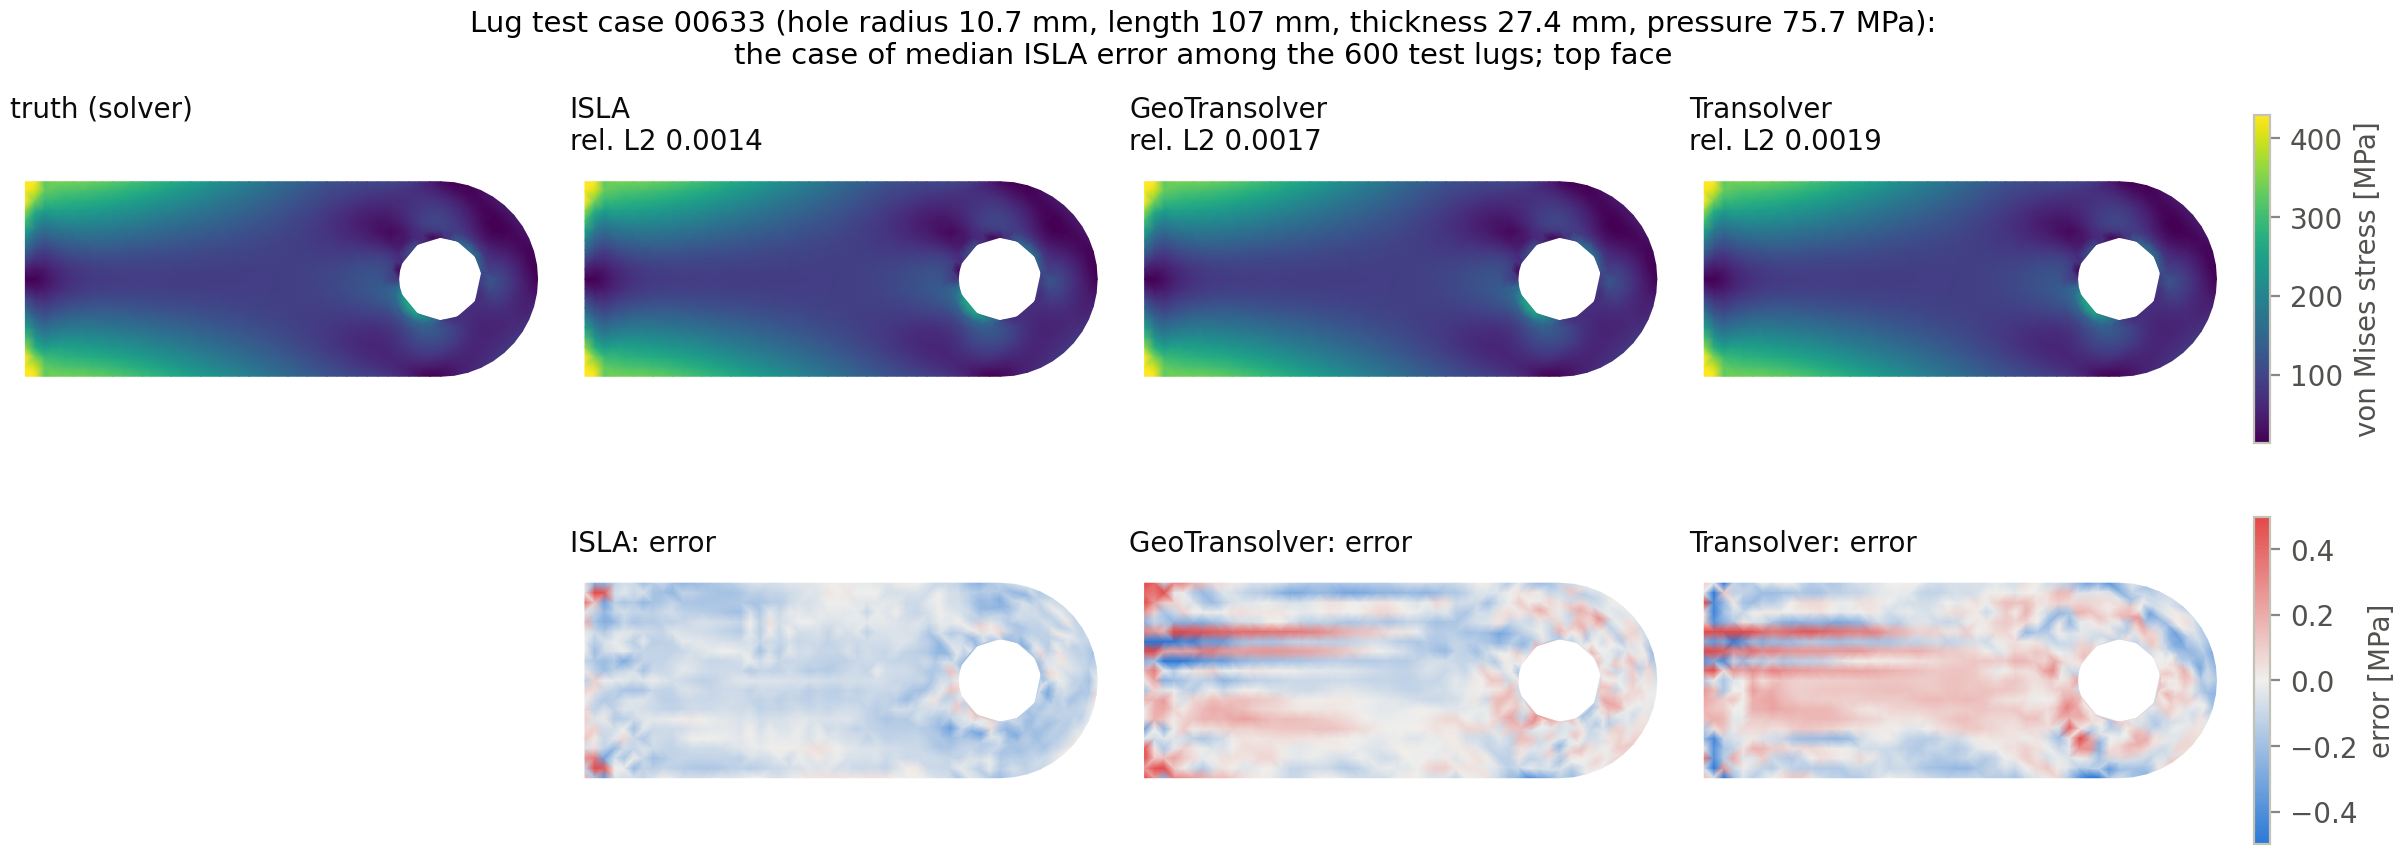 Lug test case 00633 (hole radius 10.7 mm, length 107 mm, thickness 27.4 mm, pressure 75.7 MPa):
the case of median ISLA error among the 600 test lugs; top face
truth (solver)
ISLA
rel. L2 0.0014
GeoTransolver
rel. L2 0.0017
Transolver
rel. L2 0.0019
400
300
200
100
von Mises stress [MPa]
ISLA: error
GeoTransolver: error
Transolver: error
0.4
0.2
0.0
−0.2
−0.4
error [MPa]